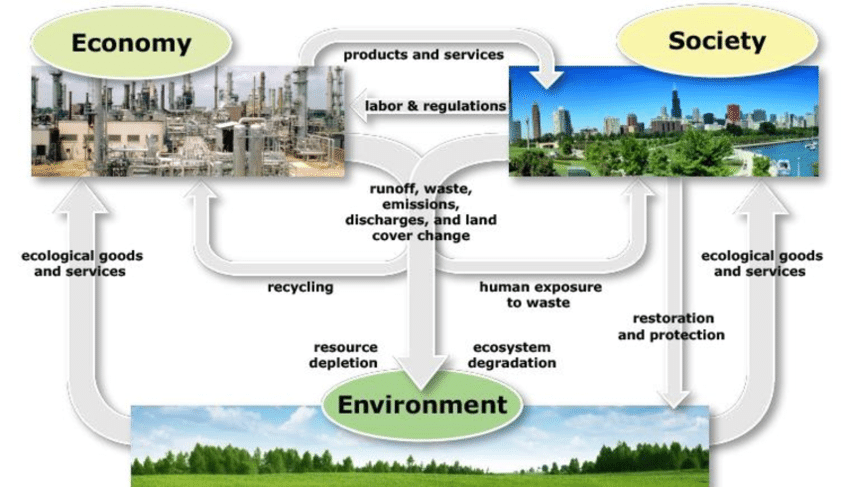 Economy
Society
products and services
labor & regulations
runoff, waste,
emissions,
discharges, and land
cover change
ecological goods
and services
ecological goods
and services
recycling
human exposure
to waste
restoration
and protection
resource
depletion
ecosystem
degradation
Environment